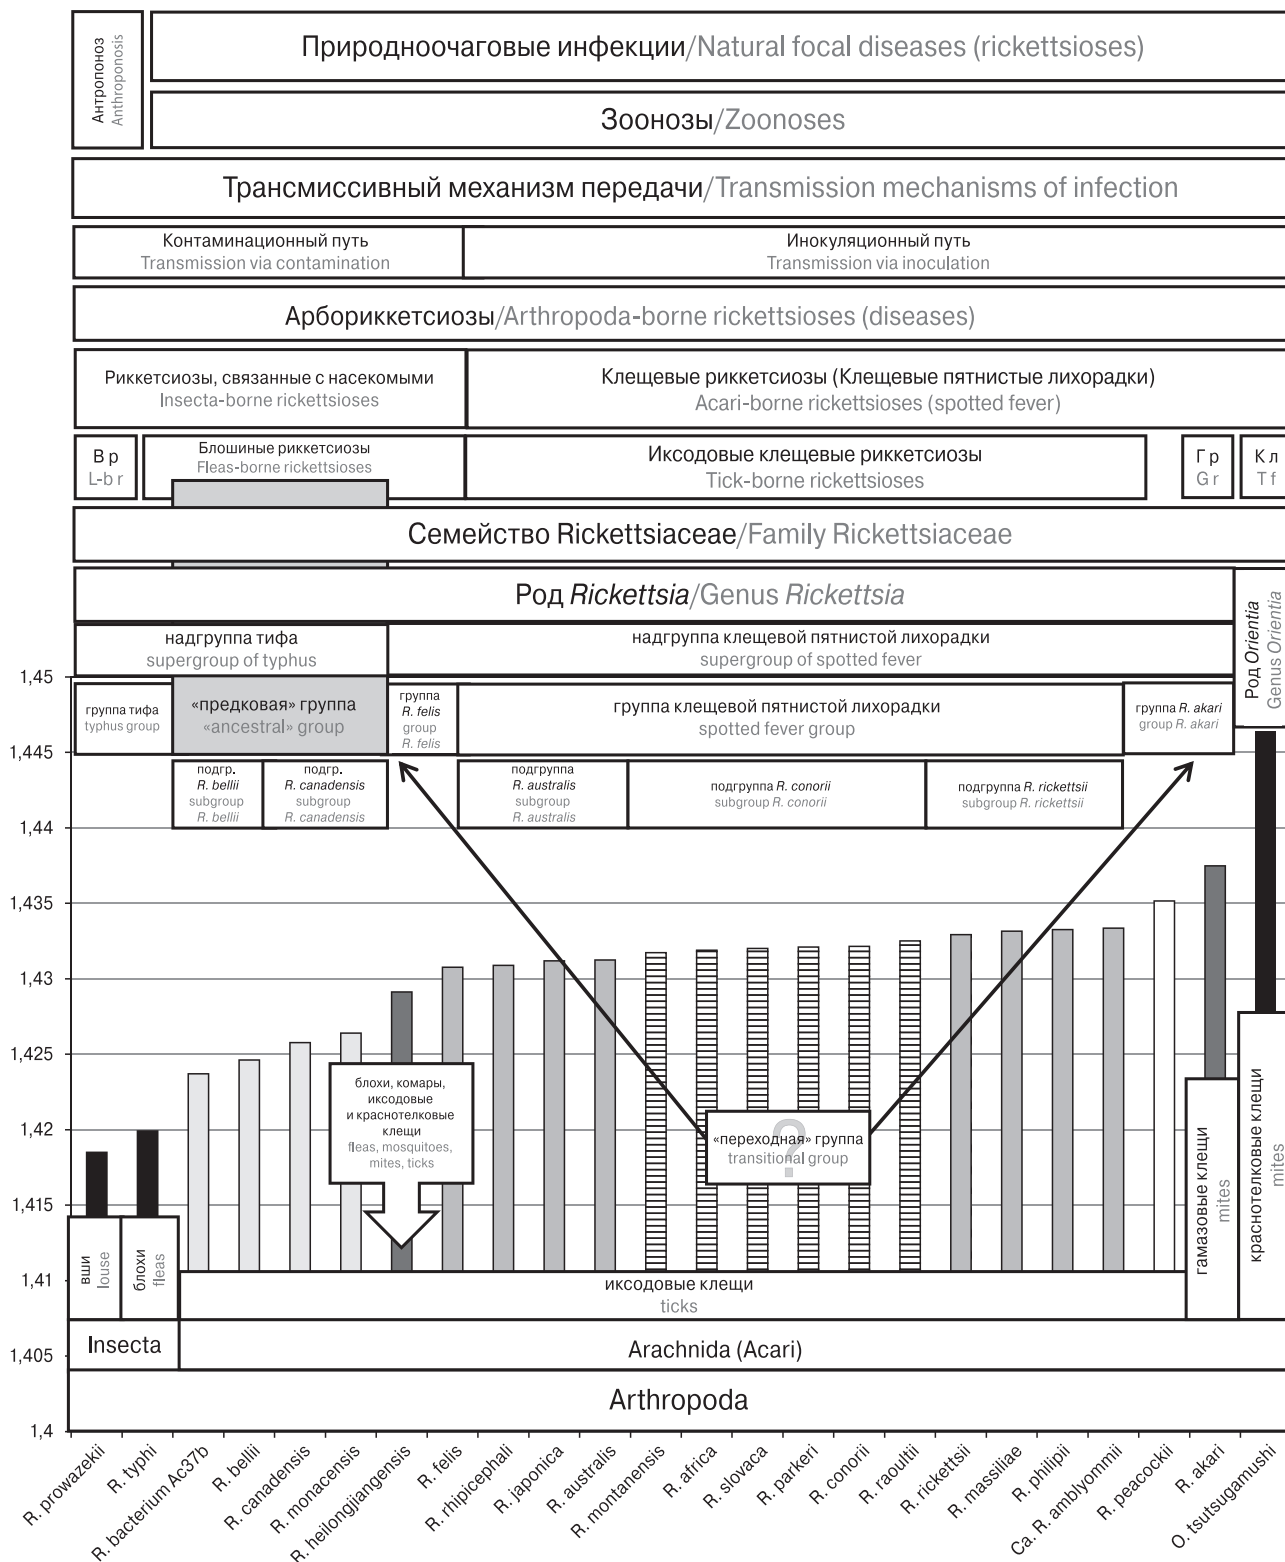 Антропоноз
Anthroponosis
Природноочаговые инфекции/Natural focal diseases (rickettsioses)
Зоонозы/Zoonoses
Трансмиссивный механизм передачи/Transmission mechanisms of infection
Контаминационный путь
Transmission via contamination
Инокуляционный путь
Transmission via inoculation
Арбориккетсиозы/Arthropoda-borne rickettsioses (diseases)
Риккетсиозы, связанные с насекомыми
Insecta-borne rickettsioses
Клещевые риккетсиозы (Клещевые пятнистые лихорадки)
Acari-borne rickettsioses (spotted fever)
В р
L-b r
Блошиные риккетсиозы
Fleas-borne rickettsioses
Иксодовые клещевые риккетсиозы
Tick-borne rickettsioses
Г р
G r
К л
T f
Семейство Rickettsiaceae/Family Rickettsiaceae
Род Rickettsia/Genus Rickettsia
Род Orientia
Genus Orientia
надгруппа тифа
supergroup of typhus
надгруппа клещевой пятнистой лихорадки
supergroup of spotted fever
группа тифа
typhus group
«предковая» группа
«ancestral» group
группа
R. felis
group
R. felis
группа клещевой пятнистой лихорадки
spotted fever group
группа R. akari
group R. akari
подгр.
R. bellii
subgroup
R. bellii
подгр.
R. canadensis
subgroup
R. canadensis
подгруппа
R. australis
subgroup
R. australis
подгруппа R. conorii
subgroup R. conorii
подгруппа R. rickettsii
subgroup R. rickettsii
1,45
1,445
1,44
1,435
1,43
1,425
1,42
1,415
1,41
1,405
1,4
блохи, комары,
иксодовые
и краснотелковые
клещи
fleas, mosquitoes,
mites, ticks
?
«переходная» группа
transitional group
вши
louse
блохи
fleas
иксодовые клещи
ticks
гамазовые клещи
mites
краснотелковые клещи
mites
Insecta
Arachnida (Acari)
Arthropoda
R. prowazekii
R. typhi
R. bacterium Ac37b
R. bellii
R. canadensis
R. monacensis
R. heilongjiangensis
R. felis
R. rhipicephali
R. japonica
R. australis
R. montanensis
R. africa
R. slovaca
R. parkeri
R. conorii
R. raoultii
R. rickettsii
R. massiliae
R. philipii
Ca. R. amblyommii
R. peacockii
R. akari
O. tsutsugamushi